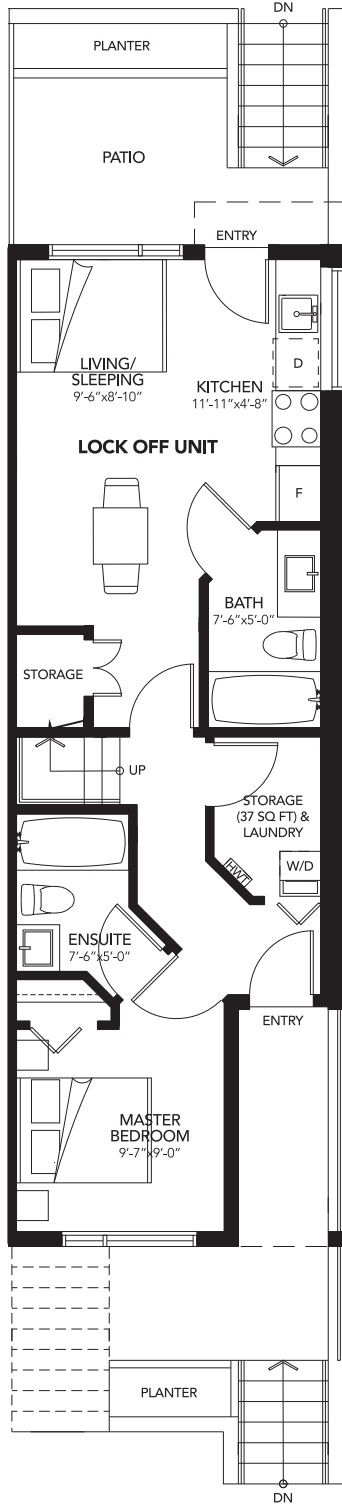 DN
PLANTER
PATIO
ENTRY
LIVING/
SLEEPING
9'-6"x8'-10"
KITCHEN
11'-11"x4'-8"
D
LOCK OFF UNIT
F
BATH
7'-6"x5'-0"
STORAGE
UP
STORAGE
(37 SQ FT) &
LAUNDRY
HWT
W/D
ENSUITE
7'-6"x5'-0"
ENTRY
MASTER
BEDROOM
9'-7"x9'-0"
PLANTER
DN